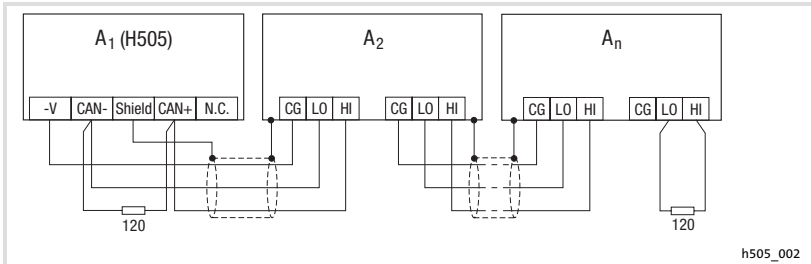 A1 (H505) A2 An
-V CAN- Shield CAN+ N.C. CG LO HI CG LO HI CG LO HI CG LO HI
120 120
h505_002